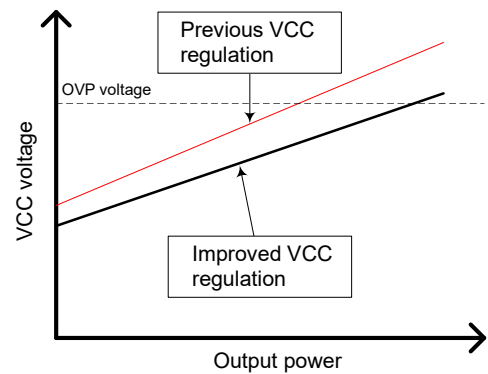 Previous VCC
regulation
OVP voltage
VCC voltage
Improved VCC
regulation
Output power